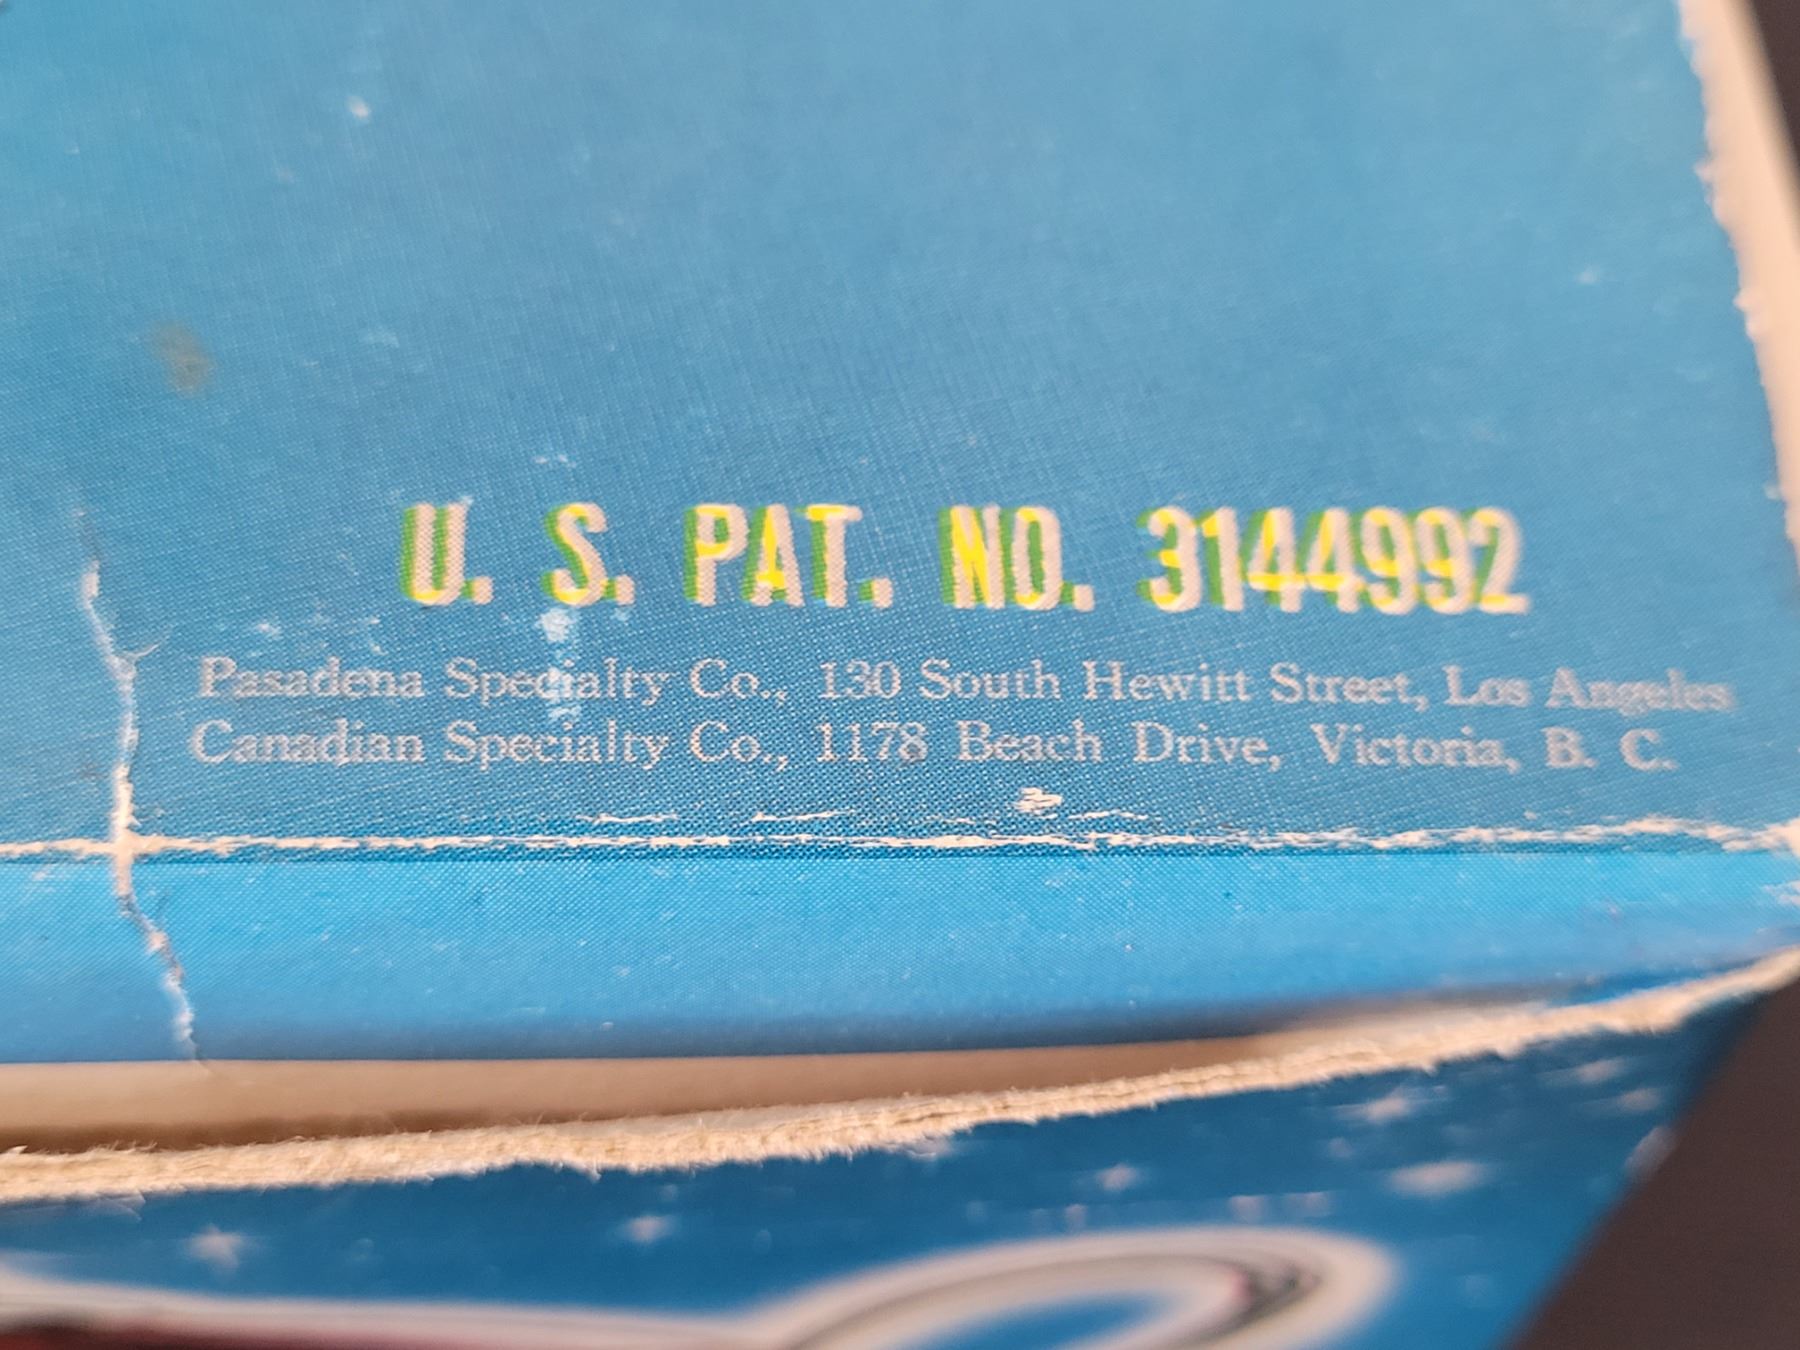 U. S. PAT. NO. 3144992
Pasadena Specialty Co., 130 South Hewitt Street, Los Angeles
Canadian Specialty Co., 1178 Beach Drive, Victoria, B. C.